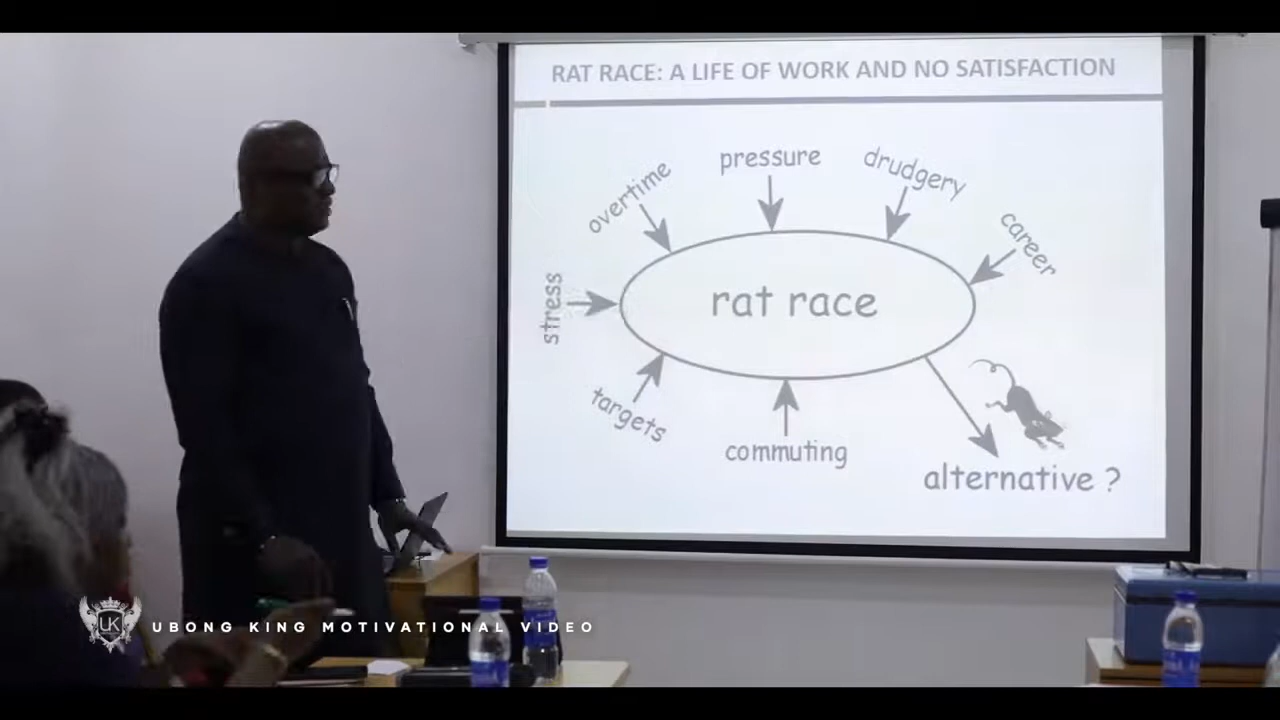 RAT RACE: A LIFE OF WORK AND NO SATISFACTION
pressure
drudgery
overtime
career
stress
rat race
targets
commuting
alternative ?
UK
UBONG KING MOTIVATIONAL VIDEO